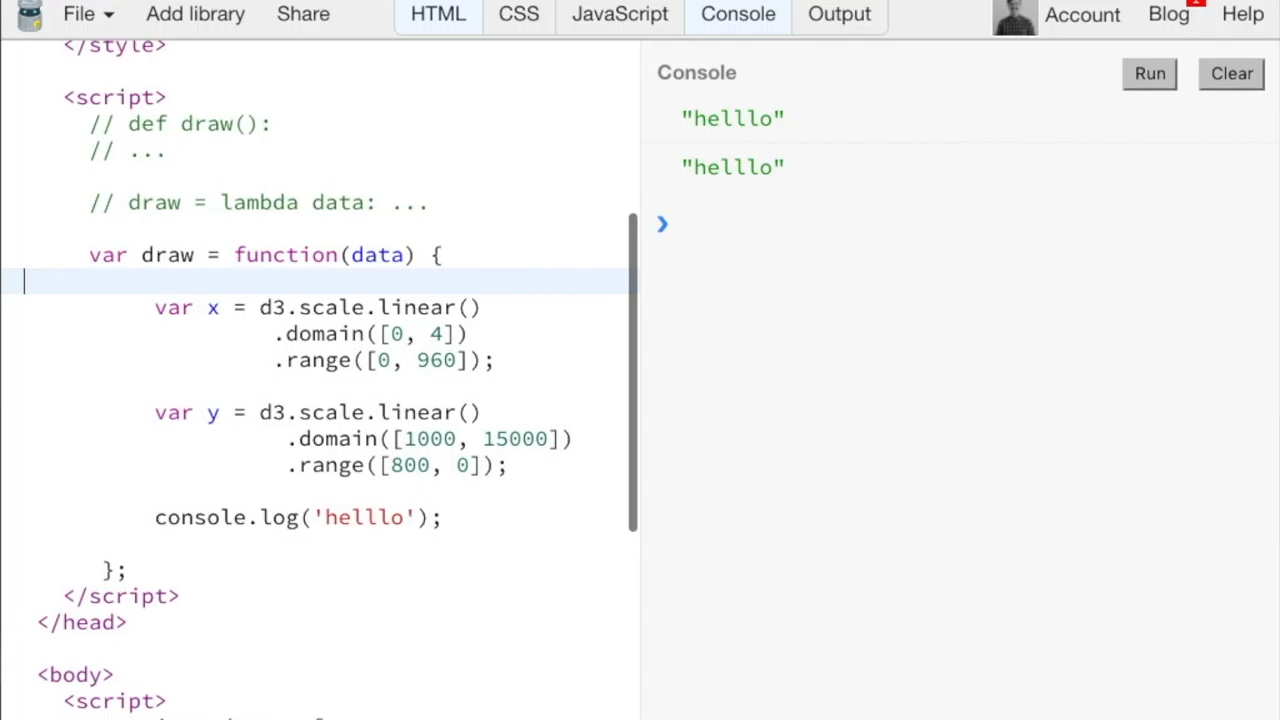 File Add library Share HTML CSS JavaScript Console Output Account Blog 1 Help
</style>
<script>
// def draw():
// ...
// draw = lambda data: ...
var draw = function(data) {
var x = d3.scale.linear()
.domain([0, 4])
.range([0, 960]);
var y = d3.scale.linear()
.domain([1000, 15000])
.range([800, 0]);
console.log('helllo');
};
</script>
</head>
<body>
<script>
Console Run Clear
"helllo"
"helllo"